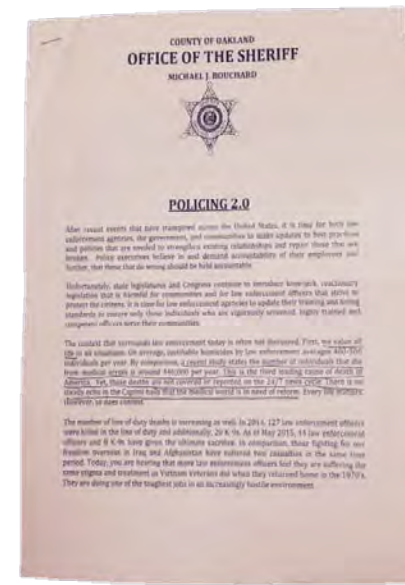 COUNTY OF OAKLAND
OFFICE OF THE SHERIFF
MICHAEL J. BOUCHARD
POLICING 2.0
After recent events that have transpired across the United States, it is time for both law
enforcement agencies, the government, and communities to make updates to best practices
and policies that are needed to strengthen existing relationships and repair those that are
broken. Police executives believe in and demand accountability of their employees and
further, that those that do wrong should be held accountable.
Unfortunately, state legislatures and Congress continue to introduce knee-jerk, reactionary
legislation that is harmful for communities and for law enforcement officers that strive to
protect the citizens. It is time for law enforcement agencies to update their training and hiring
standards to ensure only those individuals who are vigorously screened, highly trained and
competent officers serve their communities.
The context that surrounds law enforcement today is often not discussed. First, we value all
life in all situations. On average, justifiable homicides by law enforcement averages
individuals per year. By comparison, a recent study states the number of individuals that die
from medical errors is around 440,000 per year. This is the third leading cause of death in
America. Yet, those deaths are not covered or reported on the 24/7 news cycle. There is no
steady echo in the Capitol halls that the medical world is in need of reform. Every life matters;
however, so does context.
The number of line of duty deaths is increasing as well. In 2014, 127 law enforcement officers
were killed in the line of duty and additionally, 20 K-9s. As of May 2015, 44 law enforcement
officers and 8 K-9s have given the ultimate sacrifice. In comparison, those fighting for our
freedom overseas in Iraq and Afghanistan have suffered two casualties in the same time
period. Today, you are hearing that more law enforcement officers feel they are suffering the
same stigma and treatment as Vietnam Veterans did when they returned home in the 1970's.
They are doing one of the toughest jobs in an increasingly hostile environment.